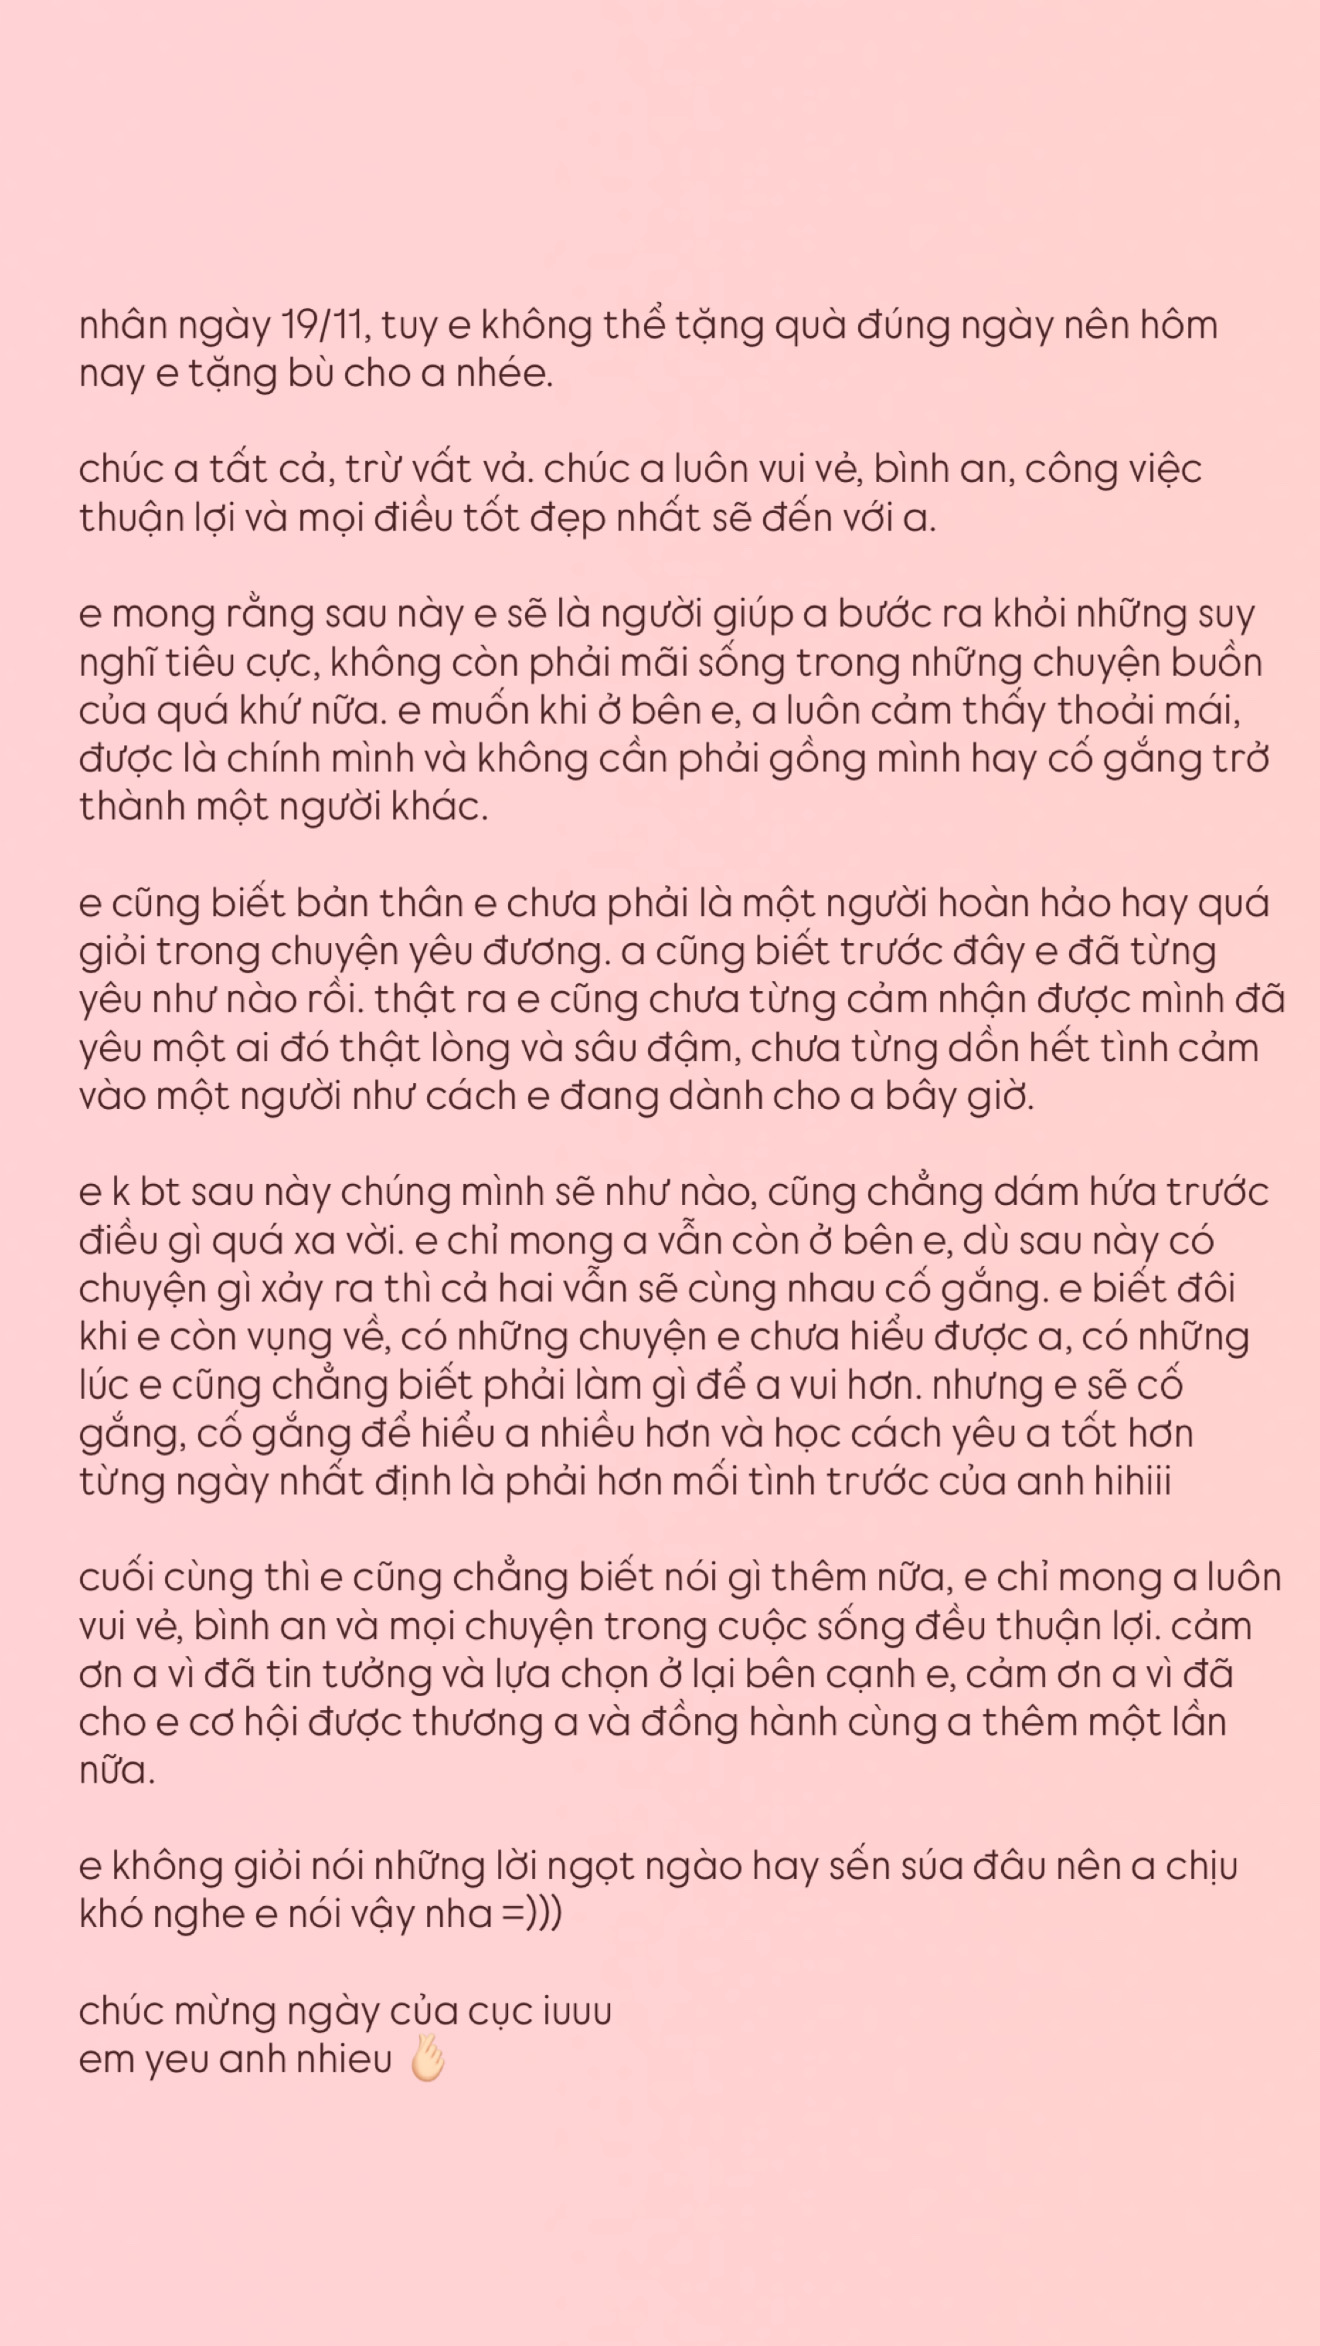 nhân ngày 19/11, tuy e không thể tặng quà đúng ngày nên hôm
nay e tặng bù cho a nhée.
chúc a tất cả, trừ vất vả. chúc a luôn vui vẻ, bình an, công việc
thuận lợi và mọi điều tốt đẹp nhất sẽ đến với a.
e mong rằng sau này e sẽ là người giúp a bước ra khỏi những suy
nghĩ tiêu cực, không còn phải mãi sống trong những chuyện buồn
của quá khứ nữa. e muốn khi ở bên e, a luôn cảm thấy thoải mái,
được là chính mình và không cần phải gồng mình hay cố gắng trở
thành một người khác.
e cũng biết bản thân e chưa phải là một người hoàn hảo hay quá
giỏi trong chuyện yêu đương. a cũng biết trước đây e đã từng
yêu như nào rồi. thật ra e cũng chưa từng cảm nhận được mình đã
yêu một ai đó thật lòng và sâu đậm, chưa từng dồn hết tình cảm
vào một người như cách e đang dành cho a bây giờ.
e k bt sau này chúng mình sẽ như nào, cũng chẳng dám hứa trước
điều gì quá xa vời. e chỉ mong a vẫn còn ở bên e, dù sau này có
chuyện gì xảy ra thì cả hai vẫn sẽ cùng nhau cố gắng. e biết đôi
khi e còn vụng về, có những chuyện e chưa hiểu được a, có những
lúc e cũng chẳng biết phải làm gì để a vui hơn. nhưng e sẽ cố
gắng, cố gắng để hiểu a nhiều hơn và học cách yêu a tốt hơn
từng ngày nhất định là phải hơn mối tình trước của anh hihiii
cuối cùng thì e cũng chẳng biết nói gì thêm nữa, e chỉ mong a luôn
vui vẻ, bình an và mọi chuyện trong cuộc sống đều thuận lợi. cảm
ơn a vì đã tin tưởng và lựa chọn ở lại bên cạnh e, cảm ơn a vì đã
cho e cơ hội được thương a và đồng hành cùng a thêm một lần
nữa.
e không giỏi nói những lời ngọt ngào hay sến súa đâu nên a chịu
khó nghe e nói vậy nha =)))
chúc mừng ngày của cục iuuu
em yeu anh nhieu 🫰🏻